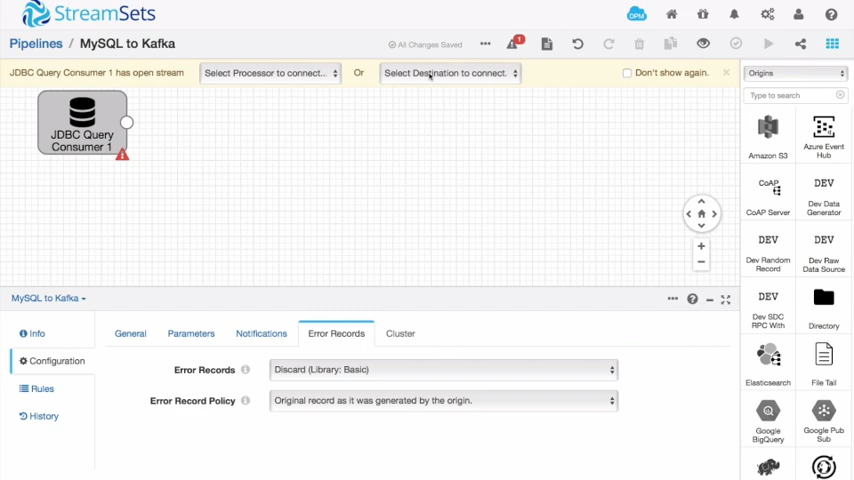 StreamSets
DPM
Pipelines / MySQL to Kafka
All Changes Saved
1
JDBC Query Consumer 1 has open stream
Select Processor to connect...
Or
Select Destination to connect.
Don't show again.
×
Origins
Type to search
JDBC Query
Consumer 1
Amazon S3
Azure Event
Hub
CoAP
CoAP Server
DEV
Dev Data
Generator
DEV
Dev Random
Record
DEV
Dev Raw
Data Source
DEV
Dev SDC
RPC With
Directory
Elasticsearch
File Tail
Google
BigQuery
Google Pub
Sub
MySQL to Kafka
Info
Configuration
Rules
History
General
Parameters
Notifications
Error Records
Cluster
Error Records
Discard (Library: Basic)
Error Record Policy
Original record as it was generated by the origin.